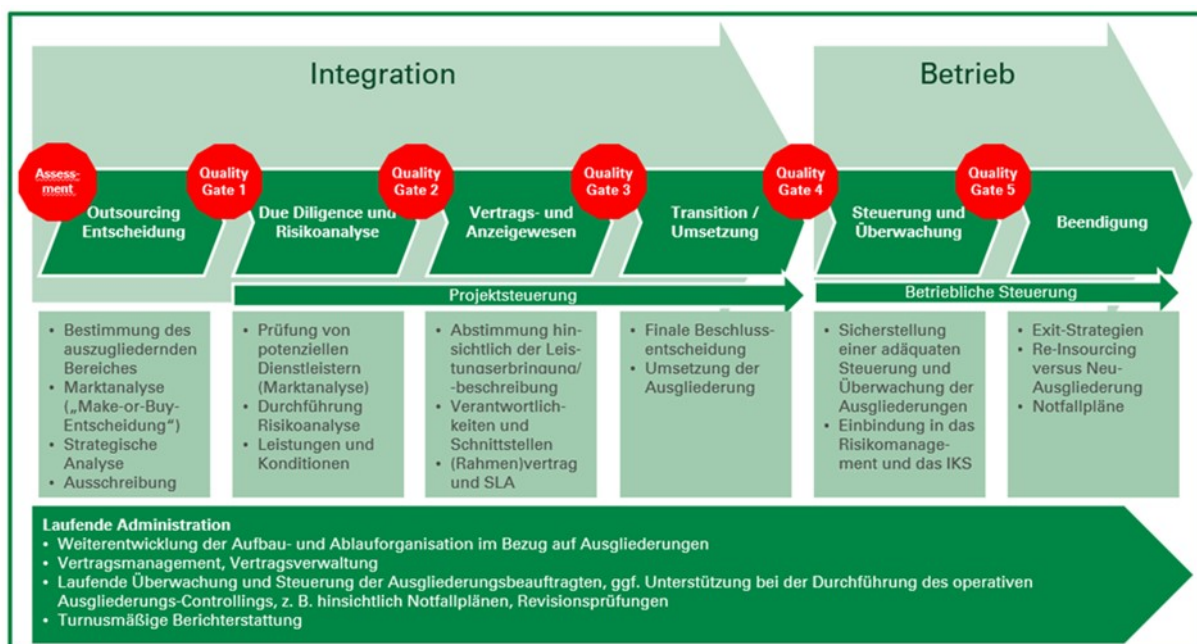 Integration
Betrieb
Assess-
ment
Quality
Gate 1
Quality
Gate 2
Quality
Gate 3
Quality
Gate 4
Quality
Gate 5
Outsourcing
Entscheidung
Due Diligence und
Risikoanalyse
Vertrags- und
Anzeigewesen
Transition /
Umsetzung
Steuerung und
Überwachung
Beendigung
Projektsteuerung
Betriebliche Steuerung
• Bestimmung des
auszugliedernden
Bereiches
• Marktanalyse
(„Make-or-Buy-
Entscheidung“)
• Strategische
Analyse
• Ausschreibung
• Prüfung von
potenziellen
Dienstleistern
(Marktanalyse)
• Durchführung
Risikoanalyse
• Leistungen und
Konditionen
• Abstimmung hin-
sichtlich der Leis-
tungserbringung/
-beschreibung
• Verantwortlich-
keiten und
Schnittstellen
• (Rahmen)vertrag
und SLA
• Finale Beschluss-
entscheidung
• Umsetzung der
Ausgliederung
• Sicherstellung
einer adäquaten
Steuerung und
Überwachung der
Ausgliederungen
• Einbindung in das
Risikomanage-
ment und das IKS
• Exit-Strategien
• Re-Insourcing
versus Neu-
Ausgliederung
• Notfallpläne
Laufende Administration
• Weiterentwicklung der Aufbau- und Ablauforganisation im Bezug auf Ausgliederungen
• Vertragsmanagement, Vertragsverwaltung
• Laufende Überwachung und Steuerung der Ausgliederungsbeauftragten, ggf. Unterstützung bei der Durchführung des operativen
Ausgliederungs-Controllings, z. B. hinsichtlich Notfallplänen, Revisionsprüfungen
• Turnusmäßige Berichterstattung